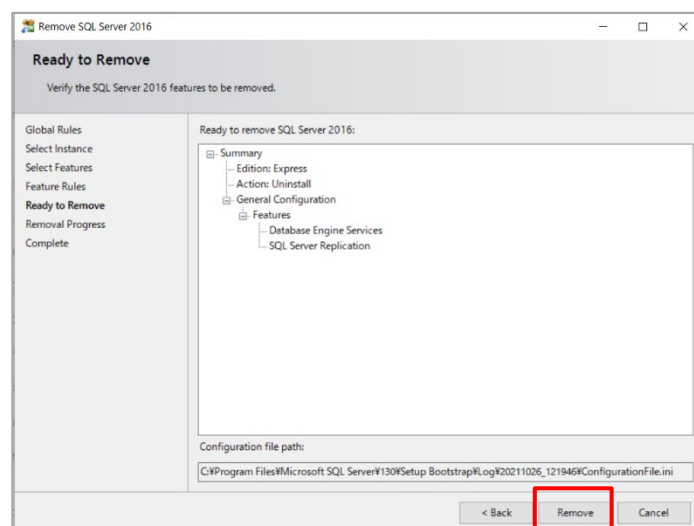 Remove SQL Server 2016
Ready to Remove
Verify the SQL Server 2016 features to be removed.
Global Rules
Select Instance
Select Features
Feature Rules
Ready to Remove
Removal Progress
Complete
Ready to remove SQL Server 2016:
Summary
Edition: Express
Action: Uninstall
General Configuration
Features
Database Engine Services
SQL Server Replication
Configuration file path:
C:¥Program Files¥Microsoft SQL Server¥130¥Setup Bootstrap¥Log¥20211026_121946¥ConfigurationFile.ini
< Back
Remove
Cancel